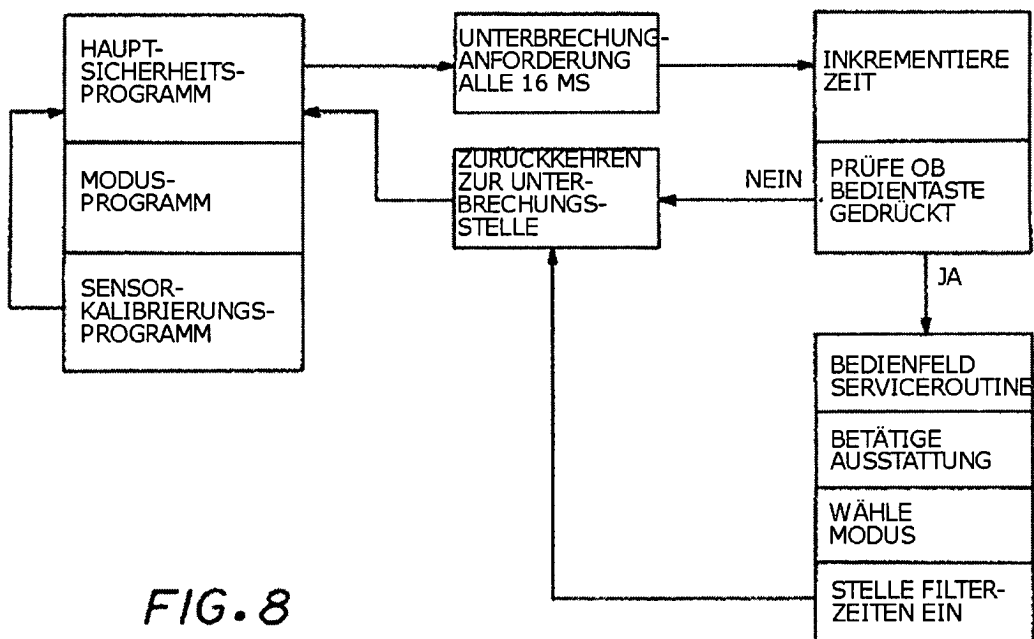 HAUPT-
SICHERHEITS-
PROGRAMM
MODUS-
PROGRAMM
SENSOR-
KALIBRIERUNGS-
PROGRAMM
UNTERBRECHUNG-
ANFORDERUNG
ALLE 16 MS
ZURÜCKKEHREN
ZUR UNTER-
BRECHUNGS-
STELLE
INKREMENTIERE
ZEIT
PRÜFE OB
BEDIENTASTE
GEDRÜCKT
NEIN
JA
BEDIENFELD
SERVICEROUTINE
BETÄTIGE
AUSSTATTUNG
WÄHLE
MODUS
STELLE FILTER-
ZEITEN EIN
FIG. 8